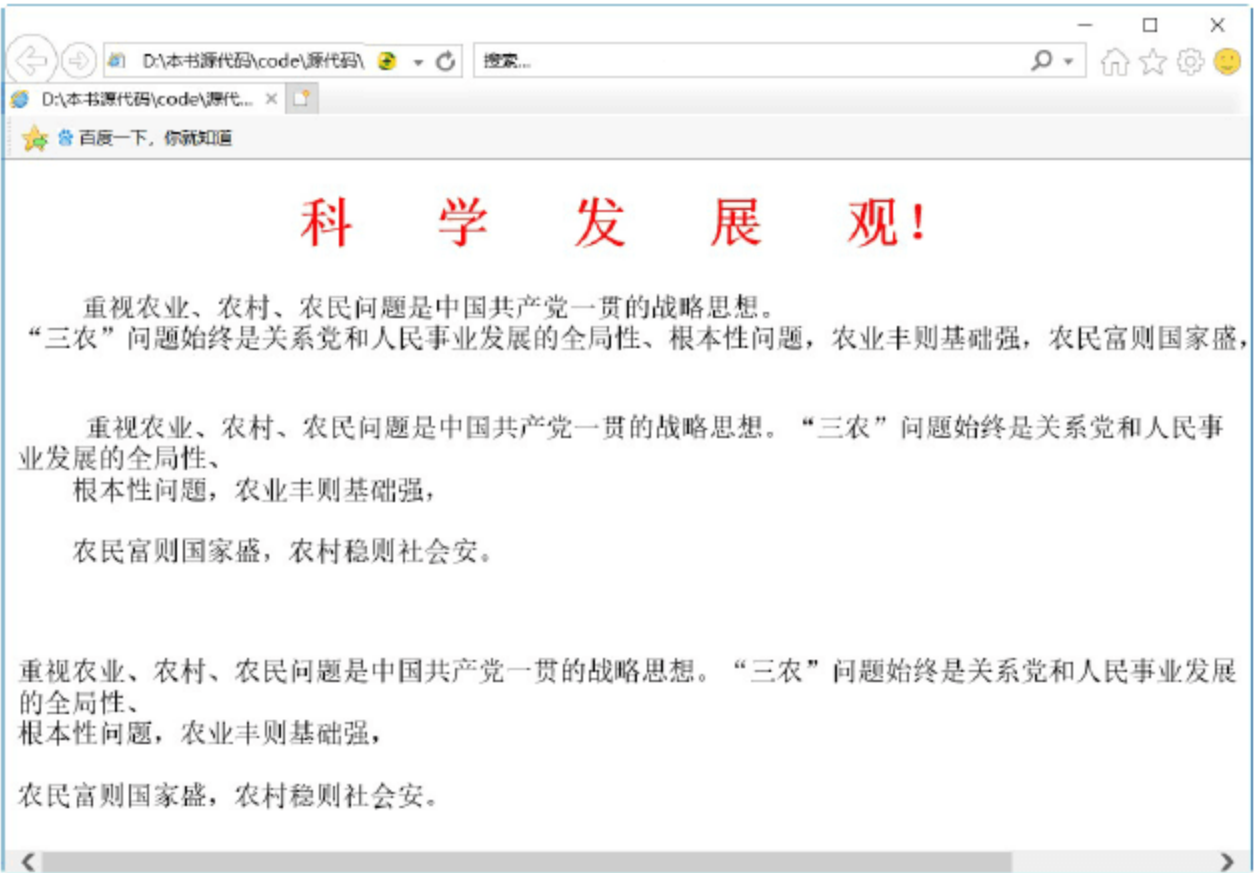 D:\本书源代码\code\源代码\
搜索...
D:\本书源代码\code\源代...
百度一下，你就知道
科 学 发 展 观！
重视农业、农村、农民问题是中国共产党一贯的战略思想。
“三农”问题始终是关系党和人民事业发展的全局性、根本性问题，农业丰则基础强，农民富则国家盛，
重视农业、农村、农民问题是中国共产党一贯的战略思想。“三农”问题始终是关系党和人民事
业发展的全局性、
根本性问题，农业丰则基础强，
农民富则国家盛，农村稳则社会安。
重视农业、农村、农民问题是中国共产党一贯的战略思想。“三农”问题始终是关系党和人民事业发展
的全局性、
根本性问题，农业丰则基础强，
农民富则国家盛，农村稳则社会安。